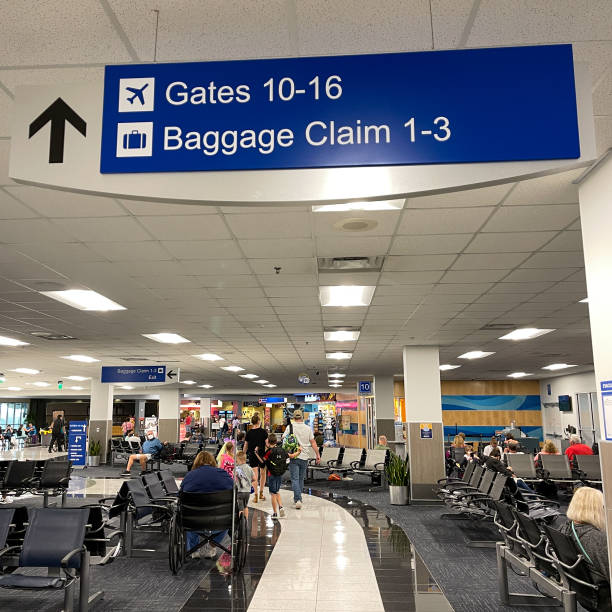 Gates 10-16
Baggage Claim 1-3
Baggage Claim 1-3
Exit
10